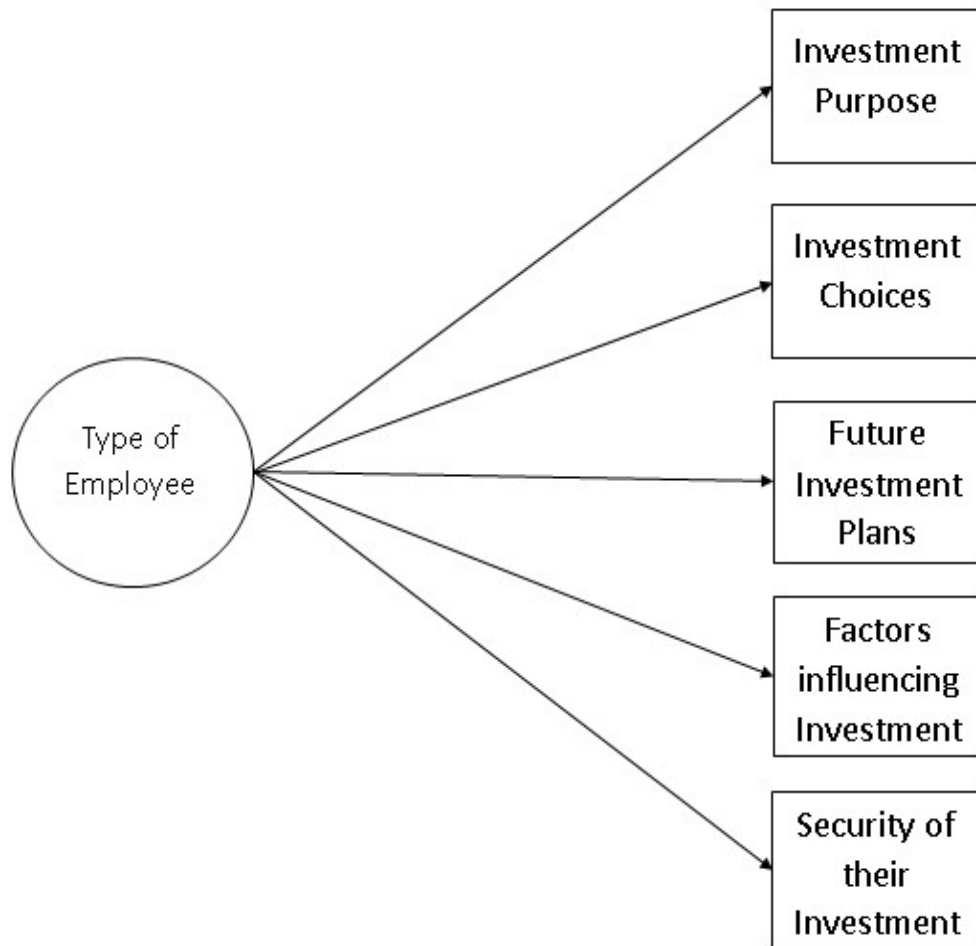 Investment
Purpose
Investment
Choices
Type of
Employee
Future
Investment
Plans
Factors
influencing
Investment
Security of
their
Investment